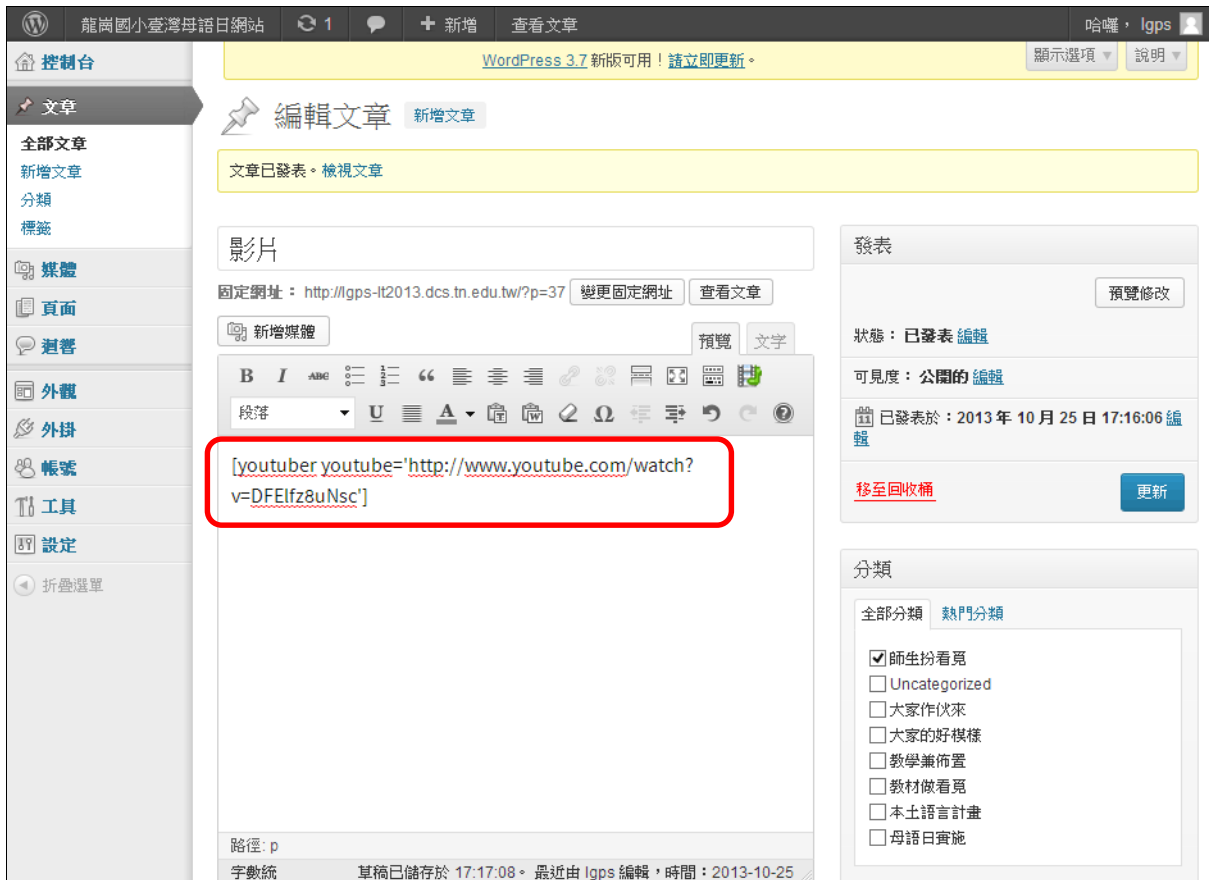 龍崗國小臺灣母語日網站 1 新增 查看文章 哈囉，lgps
控制台
文章
全部文章
新增文章
分類
標籤
媒體
頁面
迴響
外觀
外掛
帳號
工具
設定
折疊選單
WordPress 3.7 新版可用！請立即更新。
顯示選項 說明
編輯文章 新增文章
文章已發表。檢視文章
影片
固定網址： http://lgps-lt2013.dcs.tn.edu.tw/?p=37 變更固定網址 查看文章
新增媒體 預覽 文字
B I ABC
段落 U A T W Ω
[youtuber youtube='http://www.youtube.com/watch?
v=DFElfz8uNsc']
路徑: p
字數統 草稿已儲存於 17:17:08。 最近由 lgps 編輯，時間：2013-10-25
發表
預覽修改
狀態： 已發表 編輯
可見度： 公開的 編輯
11 已發表於：2013 年 10 月 25 日 17:16:06 編
輯
移至回收桶 更新
分類
全部分類 熱門分類
師生扮看覓
Uncategorized
大家作伙來
大家的好模樣
教學兼佈置
教材做看覓
本土語言計畫
母語日實施